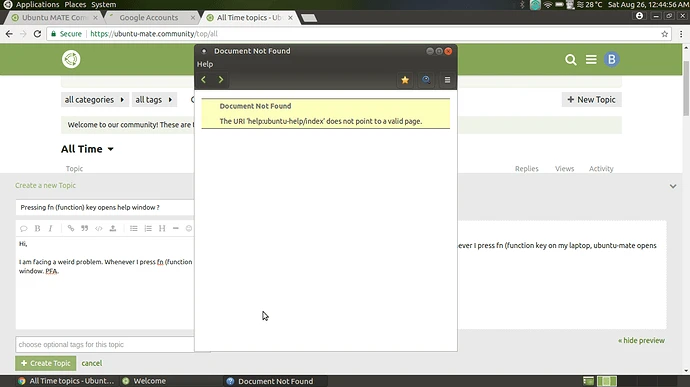 Applications Places System
28 °C Sat Aug 26, 12:44:56 AM
Ubuntu MATE Com
Google Accounts
All Time topics - Ubu
Secure https://ubuntu-mate.community/top/all
Document Not Found
Help
Document Not Found
The URI 'help:ubuntu-help/index' does not point to a valid page.
all categories
all tags
+ New Topic
B
Welcome to our community! These are
All Time
Topic
Replies Views Activity
Create a new Topic
Pressing fn (function) key opens help window ?
B I
Hi,
I am facing a weird problem. Whenever I press fn (function
window. PFA.
ever I press fn (function key on my laptop, ubuntu-mate opens
choose optional tags for this topic
« hide preview
+ Create Topic cancel
All Time topics - Ubunt...
Welcome
Document Not Found